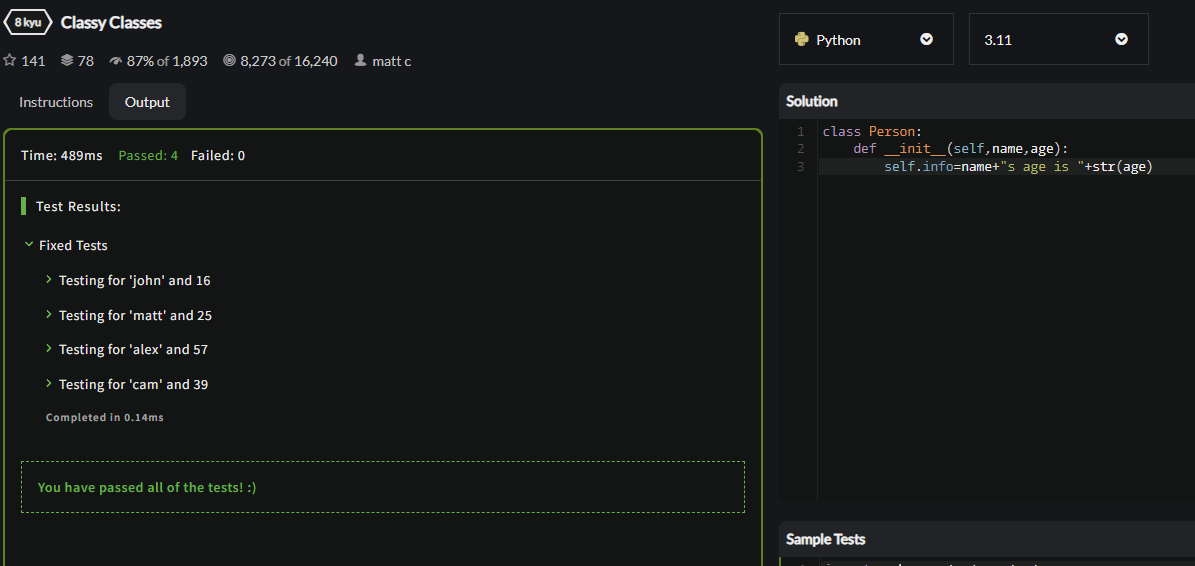 8 kyu Classy Classes
141 78 87% of 1,893 8,273 of 16,240 matt c
Instructions Output
Time: 489ms Passed: 4 Failed: 0
Test Results:
Fixed Tests
Testing for 'john' and 16
Testing for 'matt' and 25
Testing for 'alex' and 57
Testing for 'cam' and 39
Completed in 0.14ms
You have passed all of the tests! :)
Python 3.11
Solution
1 class Person:
2 def __init__(self,name,age):
3 self.info=name+"s age is "+str(age)
Sample Tests